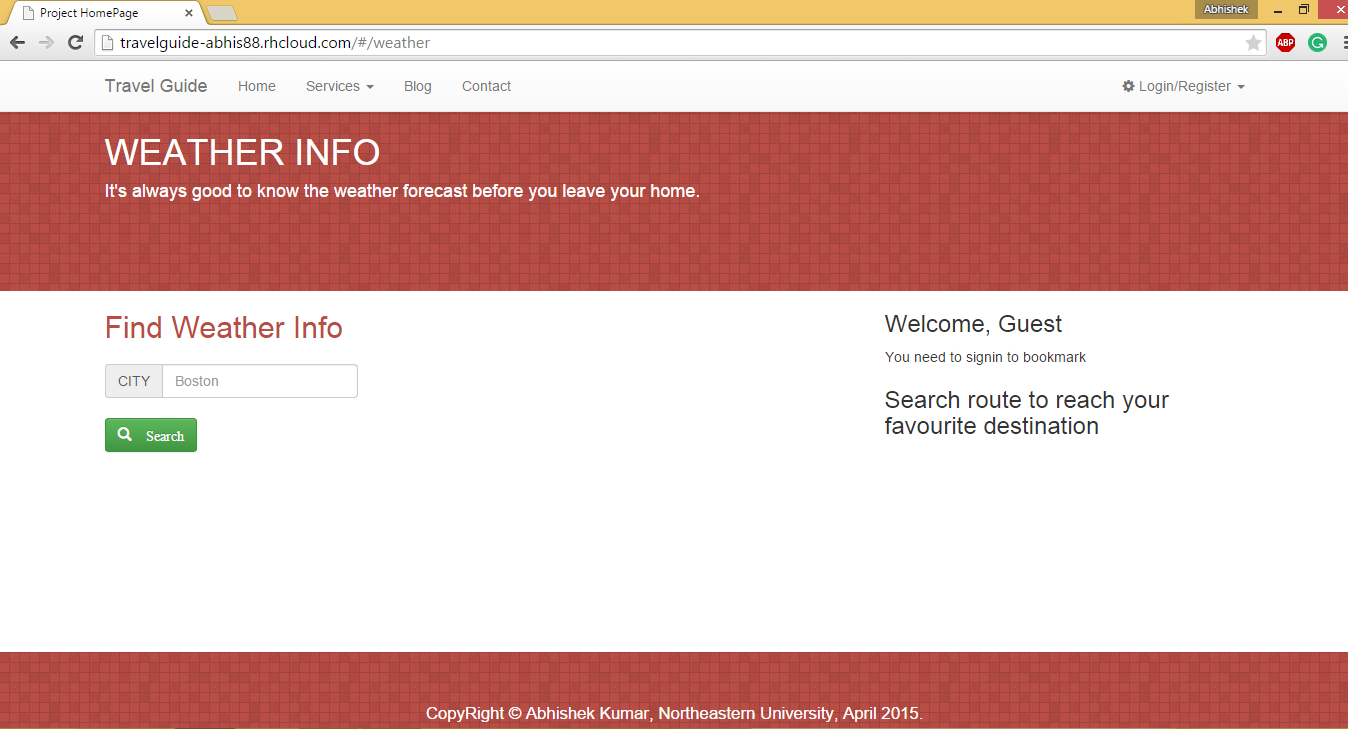 Project HomePage
Abhishek
travelguide-abhis88.rhcloud.com/#/weather
ABP
G
Travel Guide Home Services Blog Contact Login/Register
WEATHER INFO
It's always good to know the weather forecast before you leave your home.
Find Weather Info
CITY Boston
Search
Welcome, Guest
You need to signin to bookmark
Search route to reach your
favourite destination
CopyRight © Abhishek Kumar, Northeastern University, April 2015.